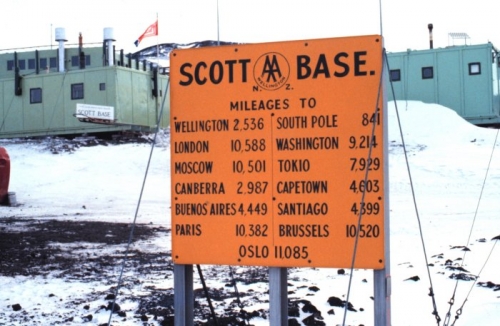 SCOTT AA BASE.
WELLINGTON
N. Z.
MILEAGES TO
WELLINGTON 2,536 SOUTH POLE 841
LONDON 10,588 WASHINGTON 9,214
MOSCOW 10,501 TOKIO 7,929
CANBERRA 2,987 CAPETOWN 4,603
BUENOS AIRES 4,449 SANTIAGO 4,399
PARIS 10,382 BRUSSELS 10,520
OSLO 11,085
SCOTT BASE